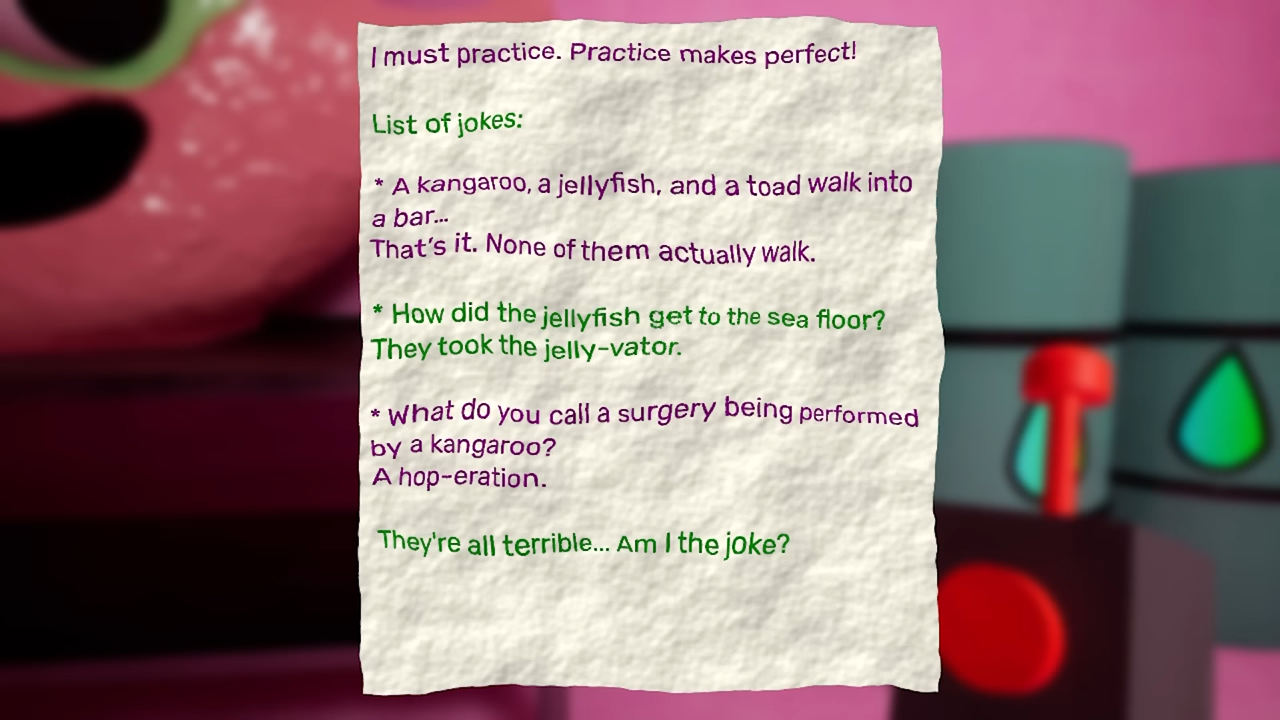 I must practice. Practice makes perfect!
List of jokes:
* A kangaroo, a jellyfish, and a toad walk into
a bar...
That's it. None of them actually walk.
* How did the jellyfish get to the sea floor?
They took the jelly-vator.
* What do you call a surgery being performed
by a kangaroo?
A hop-eration.
They're all terrible... Am I the joke?